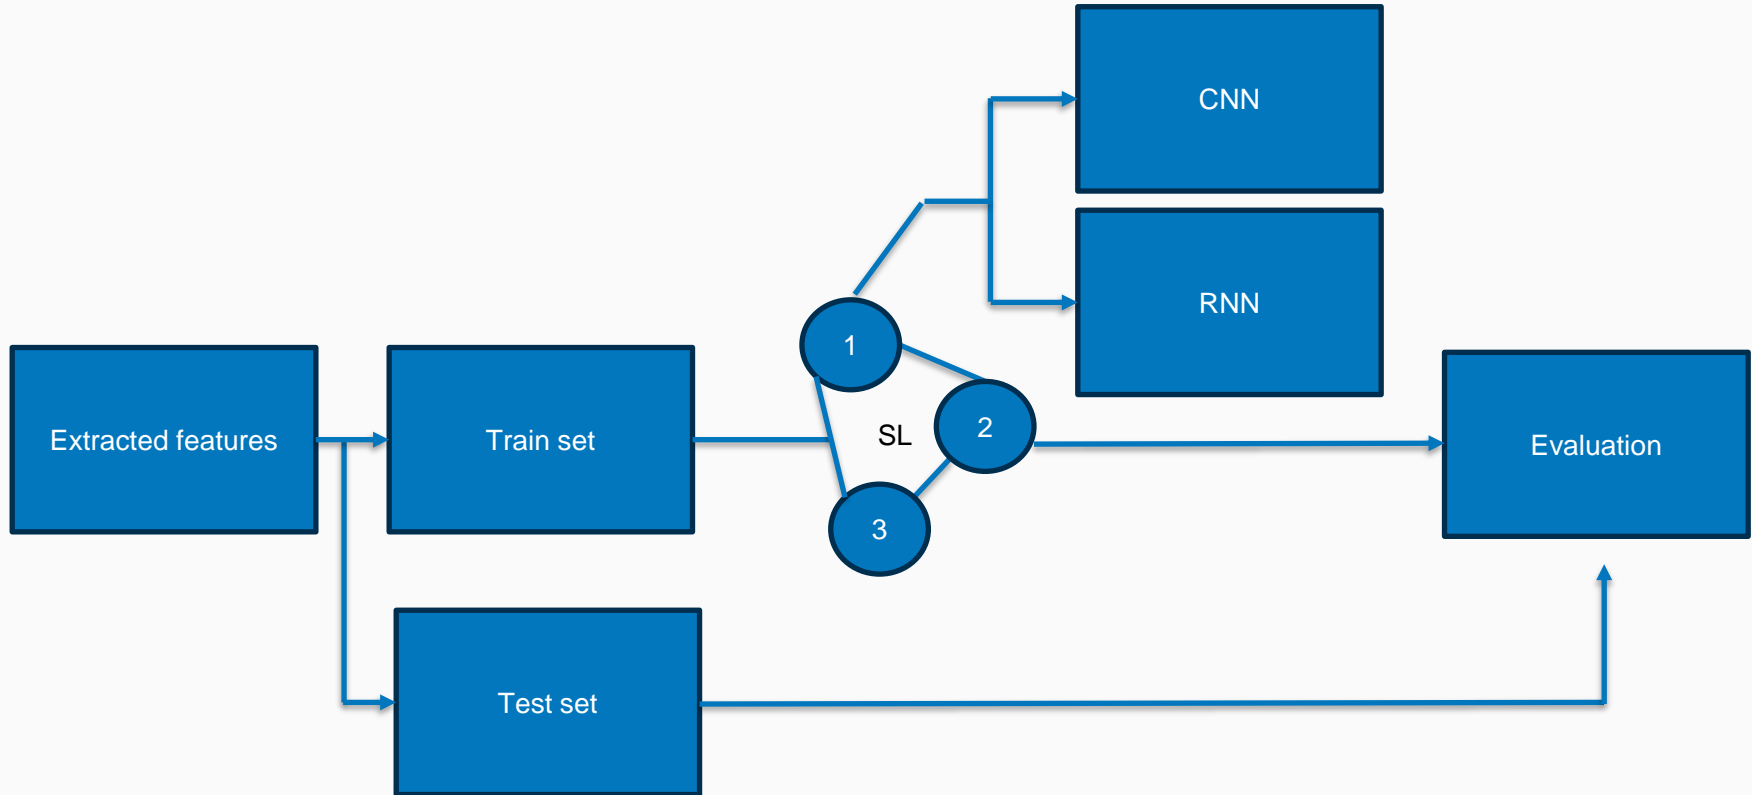 CNN
RNN
1
Extracted features
Train set
SL
2
Evaluation
3
Test set